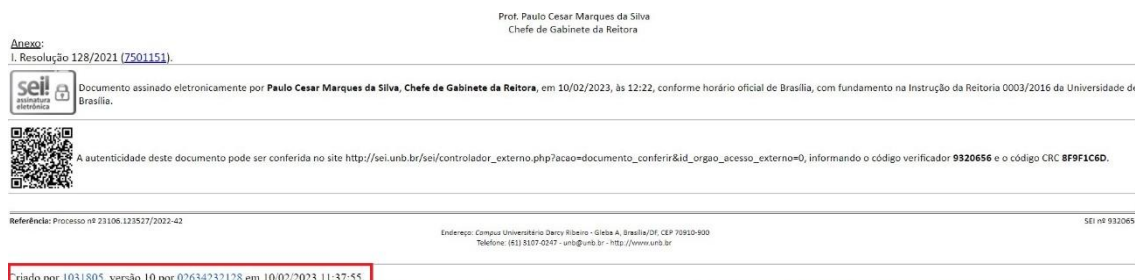 Prof. Paulo Cesar Marques da Silva
Chefe de Gabinete da Reitora
Anexo:
I. Resolução 128/2021 (7501151).
sei!
assinatura
eletrônica
Documento assinado eletronicamente por Paulo Cesar Marques da Silva, Chefe de Gabinete da Reitora, em 10/02/2023, às 12:22, conforme horário oficial de Brasília, com fundamento na Instrução da Reitoria 0003/2016 da Universidade de
Brasília.
A autenticidade deste documento pode ser conferida no site http://sei.unb.br/sei/controlador_externo.php?acao=documento_conferir&id_orgao_acesso_externo=0, informando o código verificador 9320656 e o código CRC 8F9F1C6D.
Referência: Processo nº 23106.123527/2022-42
SEI nº 932065
Endereço: Campus Universitário Darcy Ribeiro - Gleba A, Brasília/DF, CEP 70910-900
Telefone: (61) 3107-0247 - unb@unb.br - http://www.unb.br
Criado por 1031805, versão 10 por 02634232128 em 10/02/2023 11:37:55.